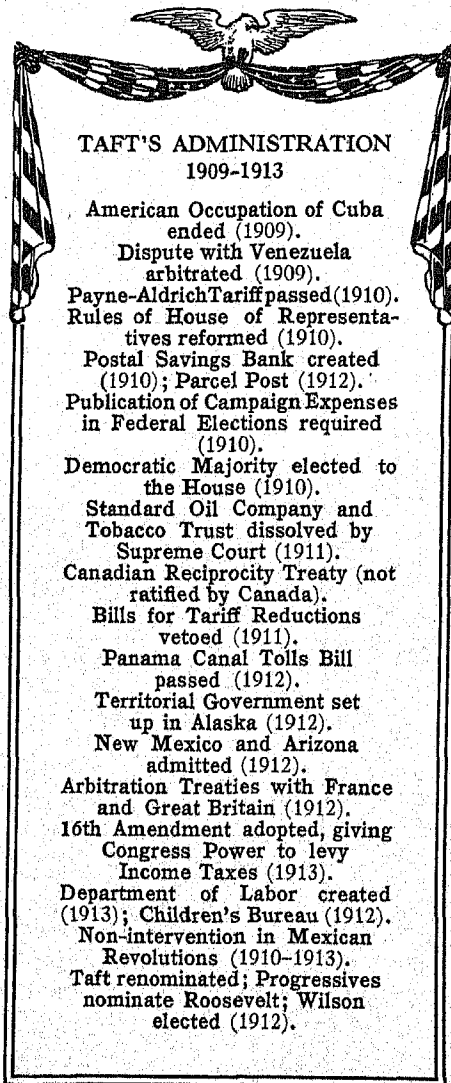 TAFT'S ADMINISTRATION
1909-1913
American Occupation of Cuba
ended (1909).
Dispute with Venezuela
arbitrated (1909).
Payne-Aldrich Tariff passed (1910).
Rules of House of Representa-
tives reformed (1910).
Postal Savings Bank created
(1910); Parcel Post (1912).
Publication of Campaign Expenses
in Federal Elections required
(1910).
Democratic Majority elected to
the House (1910).
Standard Oil Company and
Tobacco Trust dissolved by
Supreme Court (1911).
Canadian Reciprocity Treaty (not
ratified by Canada).
Bills for Tariff Reductions
vetoed (1911).
Panama Canal Tolls Bill
passed (1912).
Territorial Government set
up in Alaska (1912).
New Mexico and Arizona
admitted (1912).
Arbitration Treaties with France
and Great Britain (1912).
16th Amendment adopted, giving
Congress Power to levy
Income Taxes (1913).
Department of Labor created
(1913); Children's Bureau (1912).
Non-intervention in Mexican
Revolutions (1910-1913).
Taft renominated; Progressives
nominate Roosevelt; Wilson
elected (1912).